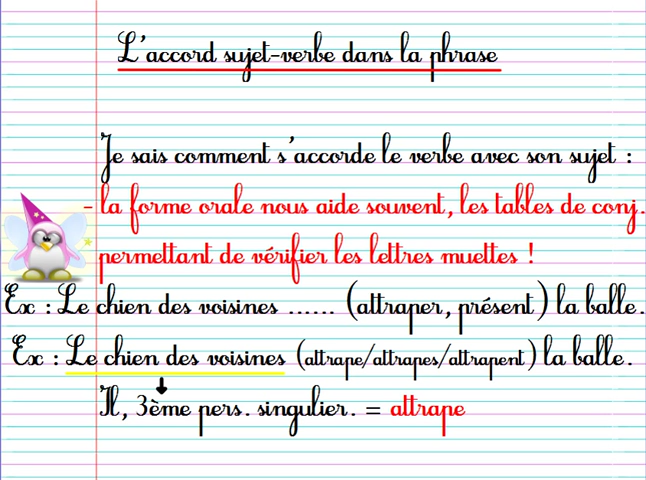 L'accord sujet-verbe dans la phrase
Je sais comment s'accorde le verbe avec son sujet :
- la forme orale nous aide souvent, les tables de conj.
permettant de vérifier les lettres muettes !
Ex : Le chien des voisines ...... (attraper, présent) la balle.
Ex : Le chien des voisines (attrape/attrapes/attrapent) la balle.
Il, 3ème pers. singulier. = attrape